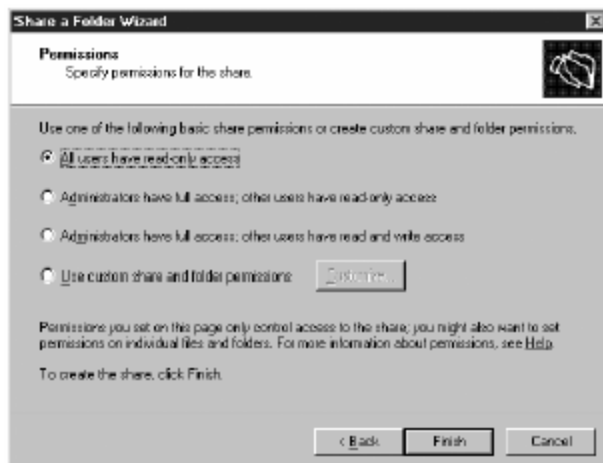 Share a Folder Wizard
Permissions
Specify permissions for the share.
Use one of the following basic share permissions or create custom share and folder permissions.
All users have read-only access
Administrators have full access; other users have read-only access
Administrators have full access; other users have read and write access
Use custom share and folder permissions
Customize...
Permissions you set on this page only control access to the share; you might also want to set
permissions on individual files and folders. For more information about permissions, see Help.
To create the share, click Finish.
< Back
Finish
Cancel